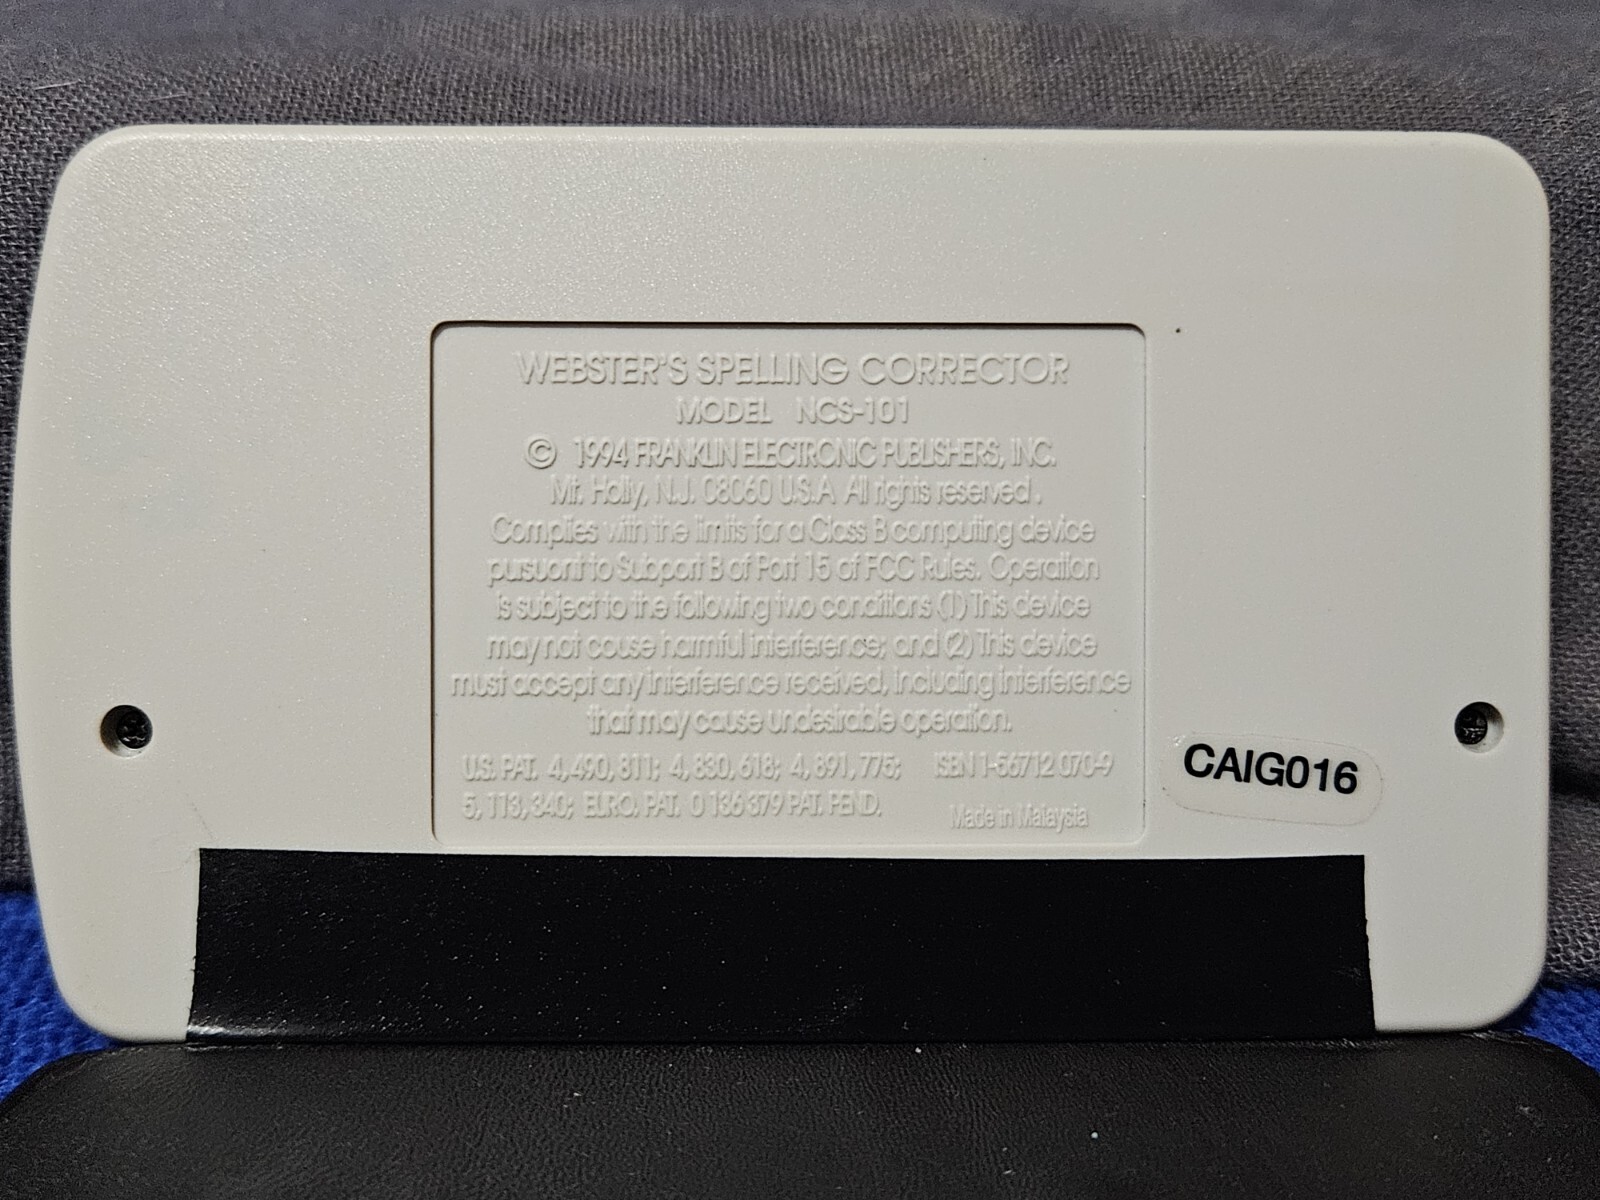 WEBSTER'S SPELLING CORRECTOR
MODEL NCS-101
© 1994 FRANKLIN ELECTRONIC PUBLISHERS, INC.
Mt. Holly, N.J. 08060 U.S.A All rights reserved.
Complies with the limits for a Class B computing device
pursuant to Subport B of Part 15 of FCC Rules. Operation
is subject to the following two conditions (1) This device
may not cause harmful interference; and (2) This device
must accept any interference received, including interference
that may cause undesirable operation.
U.S. PAT. 4,490,811; 4,830,618; 4,891,775; ISBN 1-56712 070-9
5,113,340; EURO. PAT. 0 136 379 PAT. PEND.
Made in Malaysia
CAIG016